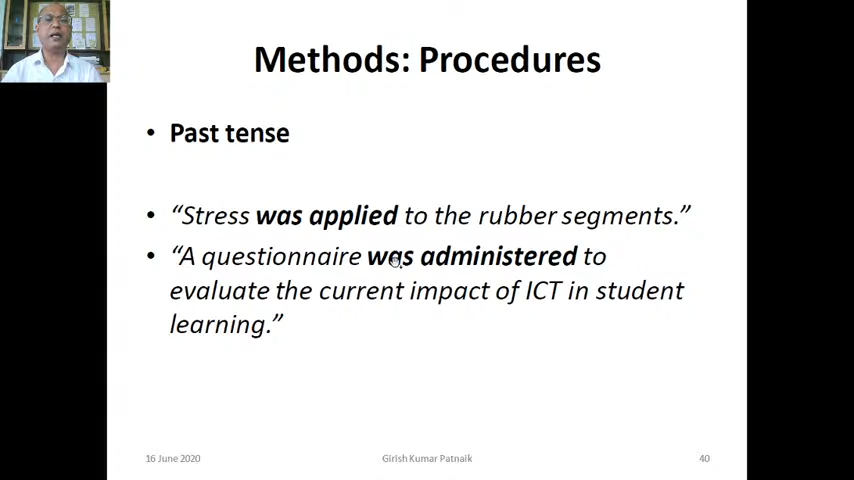 Methods: Procedures
• Past tense
• “Stress was applied to the rubber segments.”
• “A questionnaire was administered to
evaluate the current impact of ICT in student
learning.”
16 June 2020
Girish Kumar Patnaik
40